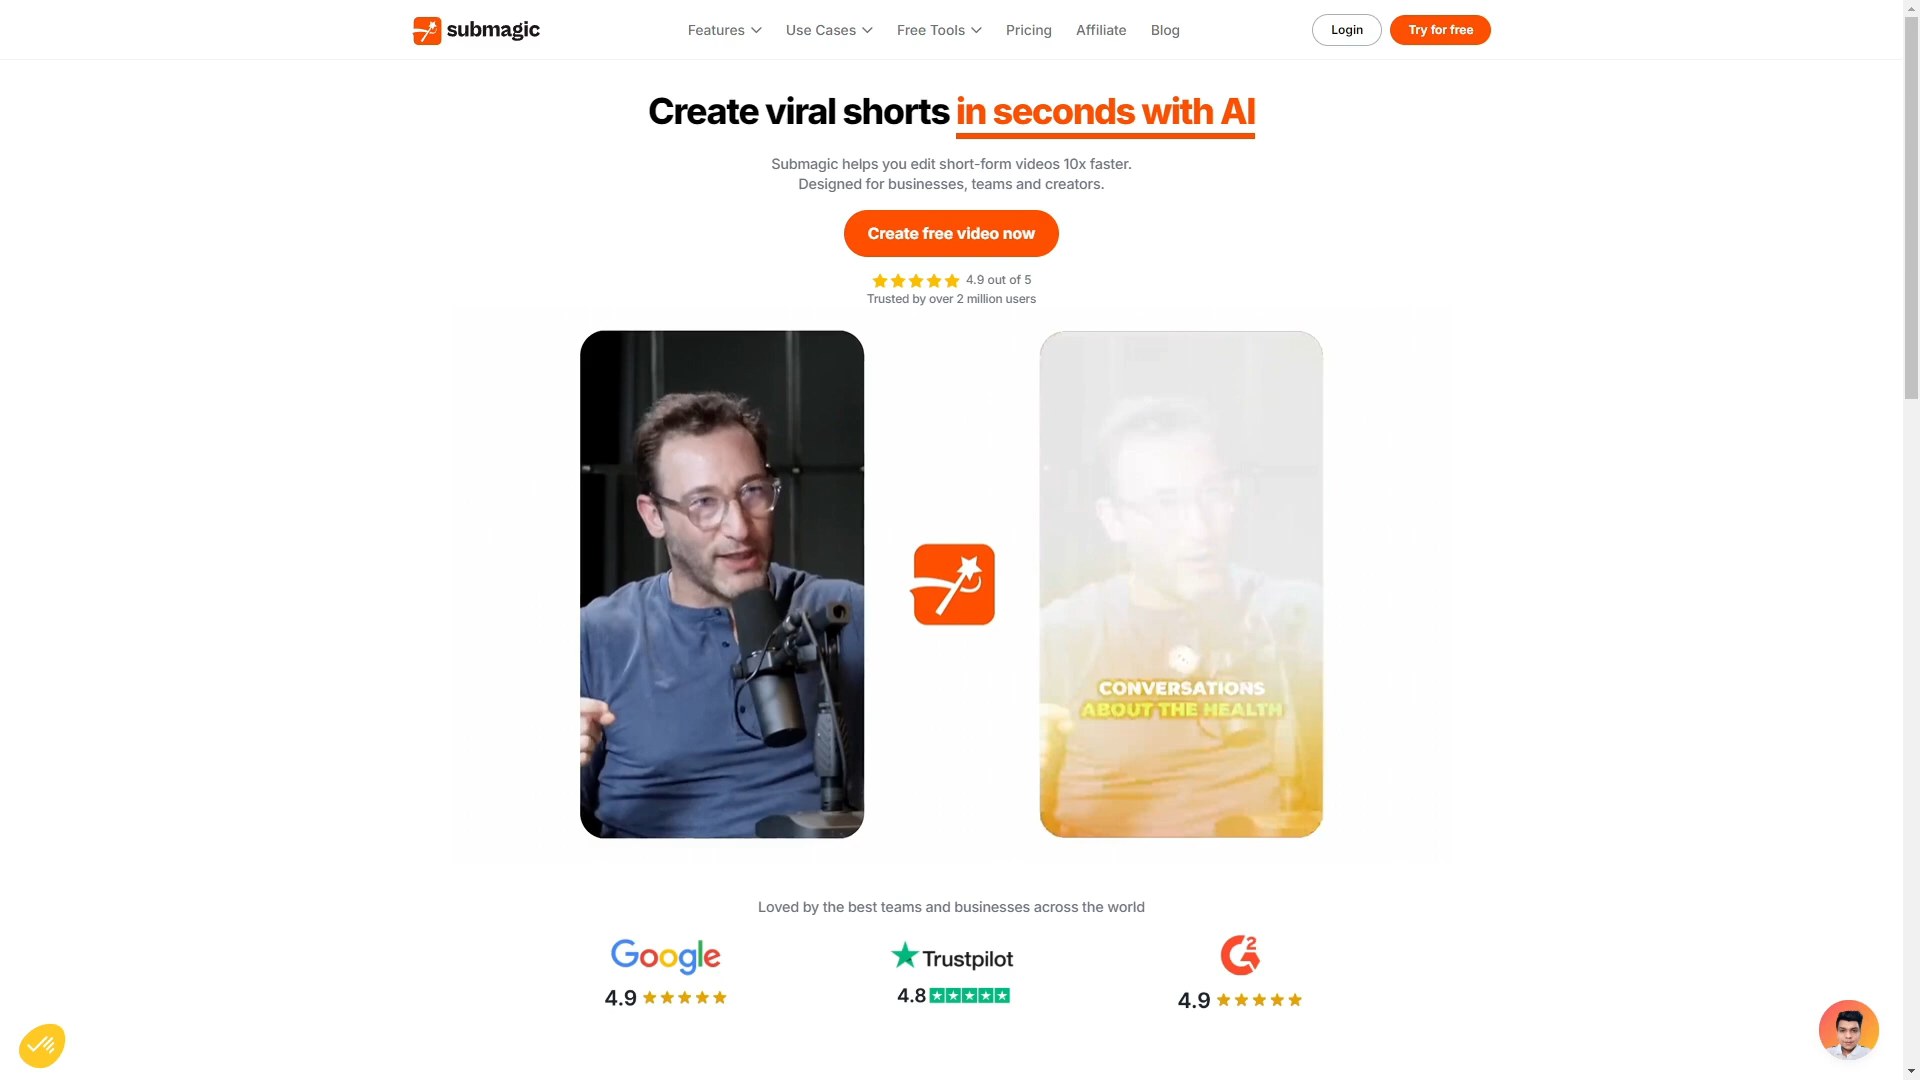 submagic
Features
Use Cases
Free Tools
Pricing
Affiliate
Blog
Login
Try for free
Create viral shorts in seconds with AI
Submagic helps you edit short-form videos 10x faster.
Designed for businesses, teams and creators.
Create free video now
4.9 out of 5
Trusted by over 2 million users
CONVERSATIONS
ABOUT THE HEALTH
Loved by the best teams and businesses across the world
Google
4.9
Trustpilot
4.8
G2
4.9